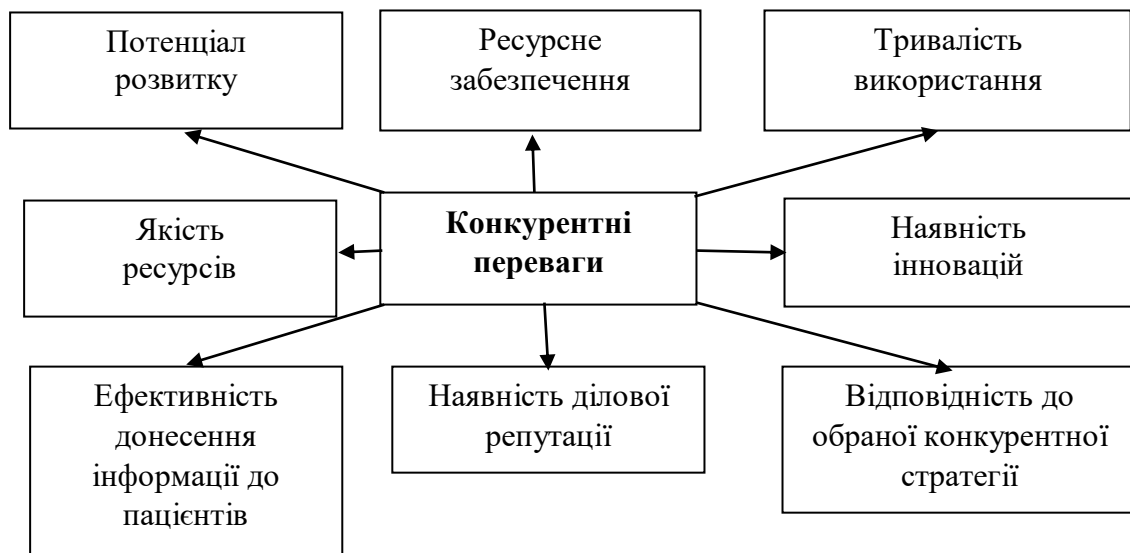 Потенціал
розвитку
Ресурсне
забезпечення
Тривалість
використання
Якість
ресурсів
Конкурентні
переваги
Наявність
інновацій
Ефективність
донесення
інформації до
пацієнтів
Наявність ділової
репутації
Відповідність до
обраної конкурентної
стратегії